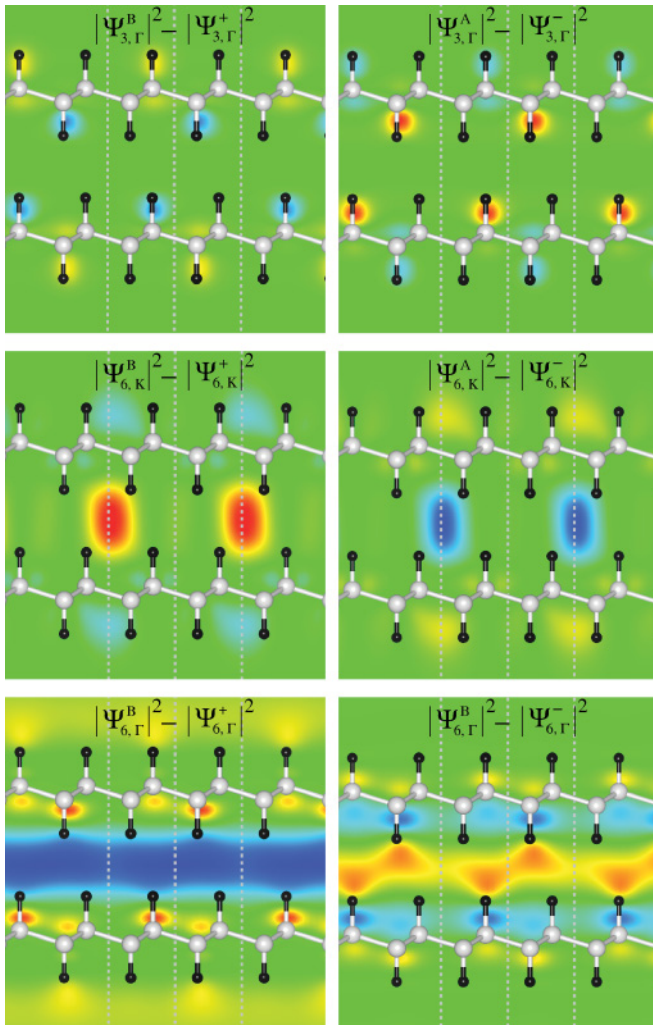 |Ψ^B_{3,Γ}|^2 − |Ψ^+_{3,Γ}|^2
|Ψ^A_{3,Γ}|^2 − |Ψ^−_{3,Γ}|^2
|Ψ^B_{6,K}|^2 − |Ψ^+_{6,K}|^2
|Ψ^A_{6,K}|^2 − |Ψ^−_{6,K}|^2
|Ψ^B_{6,Γ}|^2 − |Ψ^+_{6,Γ}|^2
|Ψ^B_{6,Γ}|^2 − |Ψ^−_{6,Γ}|^2